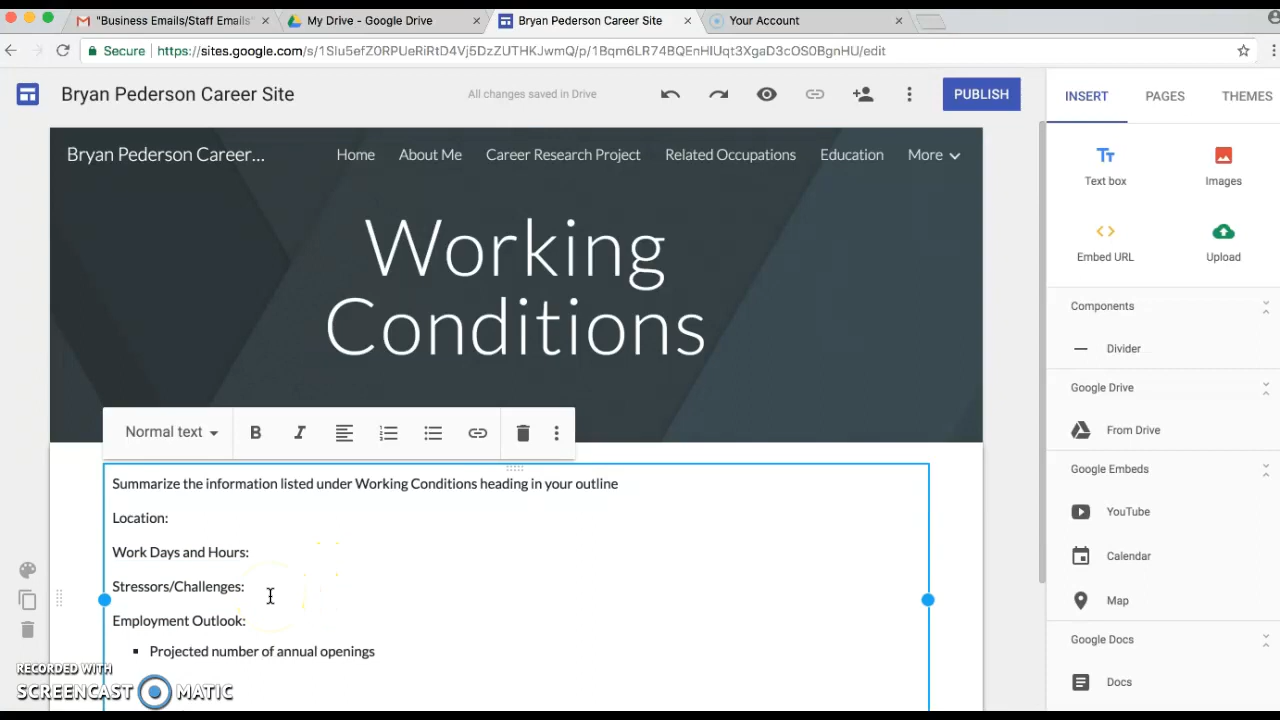 "Business Emails/Staff Emails"
My Drive - Google Drive
Bryan Pederson Career Site
Your Account
Secure
https://sites.google.com/s/1Slu5efZ0RPUeRiRtD4Vj5DzZUTHKJwmQ/p/1Bqm6LR74BQEnHIUqt3XgaD3cOS0BgnHU/edit
Bryan Pederson Career Site
All changes saved in Drive
PUBLISH
INSERT PAGES THEMES
Bryan Pederson Career...
Home About Me Career Research Project Related Occupations Education More
Working
Conditions
Text box Images
Embed URL Upload
Components
Divider
Google Drive
From Drive
Google Embeds
YouTube
Calendar
Map
Google Docs
Docs
Normal text B I
Summarize the information listed under Working Conditions heading in your outline
Location:
Work Days and Hours:
Stressors/Challenges:
Employment Outlook:
▪ Projected number of annual openings
RECORDED WITH
SCREENCAST MATIC